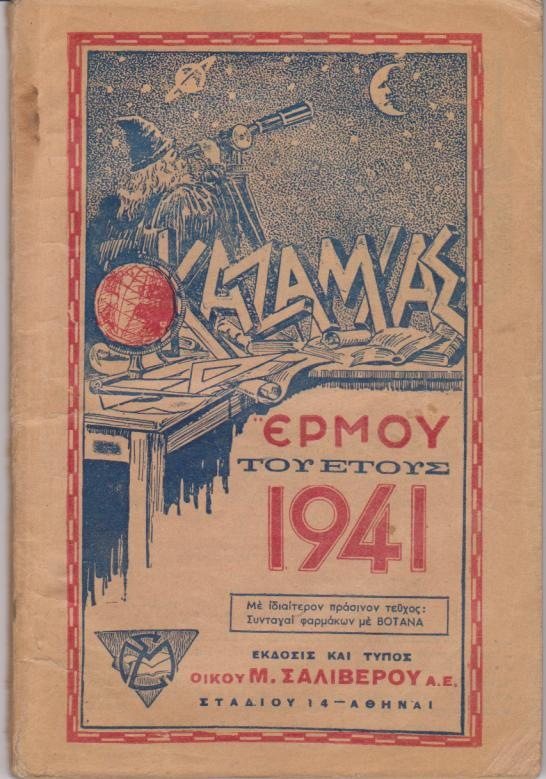 ΚΑΖΑΜΙΑΣ
"ΕΡΜΟΥ
ΤΟΥ ΕΤΟΥΣ
1941
Μὲ ἰδιαίτερον πράσινον τεῦχος:
Συνταγαὶ φαρμάκων μὲ ΒΟΤΑΝΑ
ΕΚΔΟΣΙΣ ΚΑΙ ΤΥΠΟΣ
ΟΙΚΟΥ Μ. ΣΑΛΙΒΕΡΟΥ Α.Ε.
ΣΤΑΔΙΟΥ 14 — ΑΘΗΝΑΙ